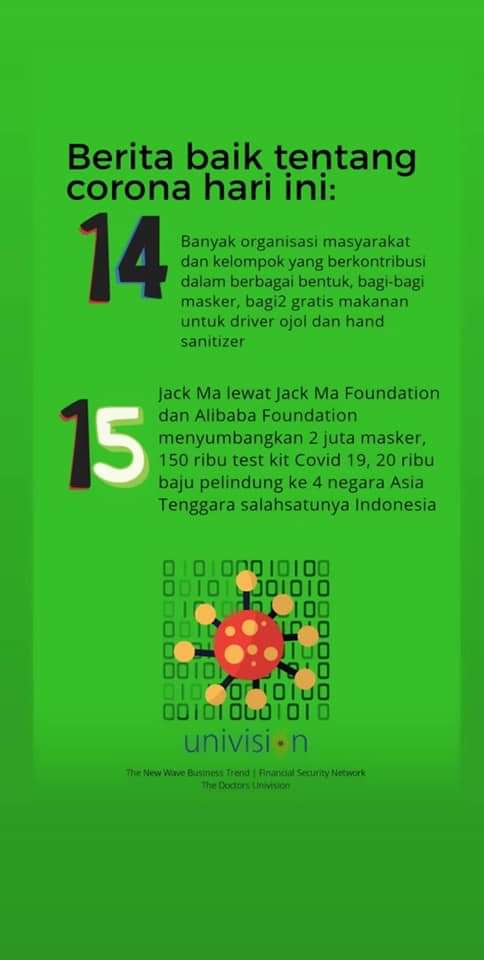 Berita baik tentang
corona hari ini:
14
Banyak organisasi masyarakat
dan kelompok yang berkontribusi
dalam berbagai bentuk, bagi-bagi
masker, bagi2 gratis makanan
untuk driver ojol dan hand
sanitizer
15
Jack Ma lewat Jack Ma Foundation
dan Alibaba Foundation
menyumbangkan 2 juta masker,
150 ribu test kit Covid 19, 20 ribu
baju pelindung ke 4 negara Asia
Tenggara salahsatunya Indonesia
univision
The New Wave Business Trend | Financial Security Network
The Doctors Univision